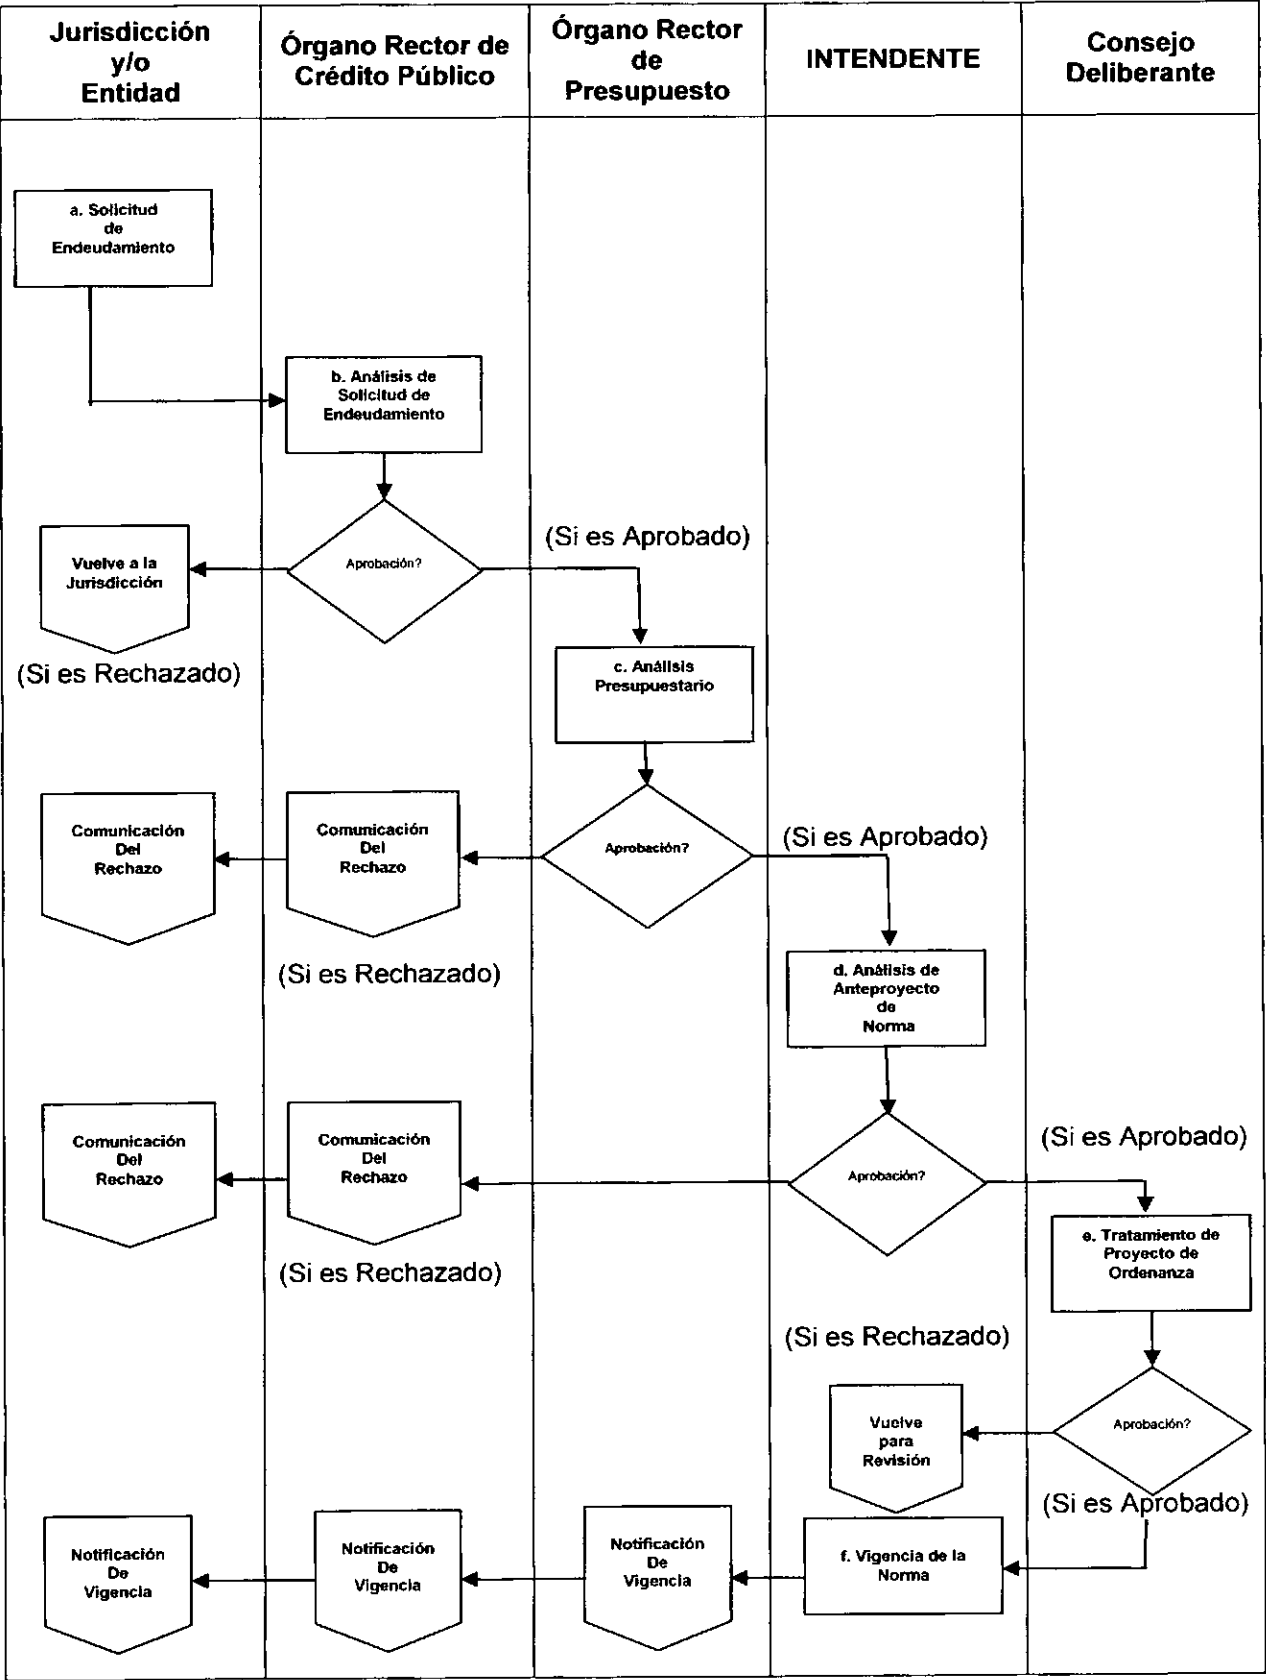 Jurisdicción
y/o
Entidad
Órgano Rector de
Crédito Público
Órgano Rector
de
Presupuesto
INTENDENTE
Consejo
Deliberante
a. Solicitud
de
Endeudamiento
b. Análisis de
Solicitud de
Endeudamiento
Aprobación?
(Si es Aprobado)
Vuelve a la
Jurisdicción
(Si es Rechazado)
c. Análisis
Presupuestario
Aprobación?
(Si es Aprobado)
Comunicación
Del
Rechazo
Comunicación
Del
Rechazo
(Si es Rechazado)
d. Análisis de
Anteproyecto
de
Norma
Aprobación?
(Si es Aprobado)
Comunicación
Del
Rechazo
Comunicación
Del
Rechazo
(Si es Rechazado)
e. Tratamiento de
Proyecto de
Ordenanza
(Si es Rechazado)
Aprobación?
Vuelve
para
Revisión
(Si es Aprobado)
f. Vigencia de la
Norma
Notificación
De
Vigencia
Notificación
De
Vigencia
Notificación
De
Vigencia